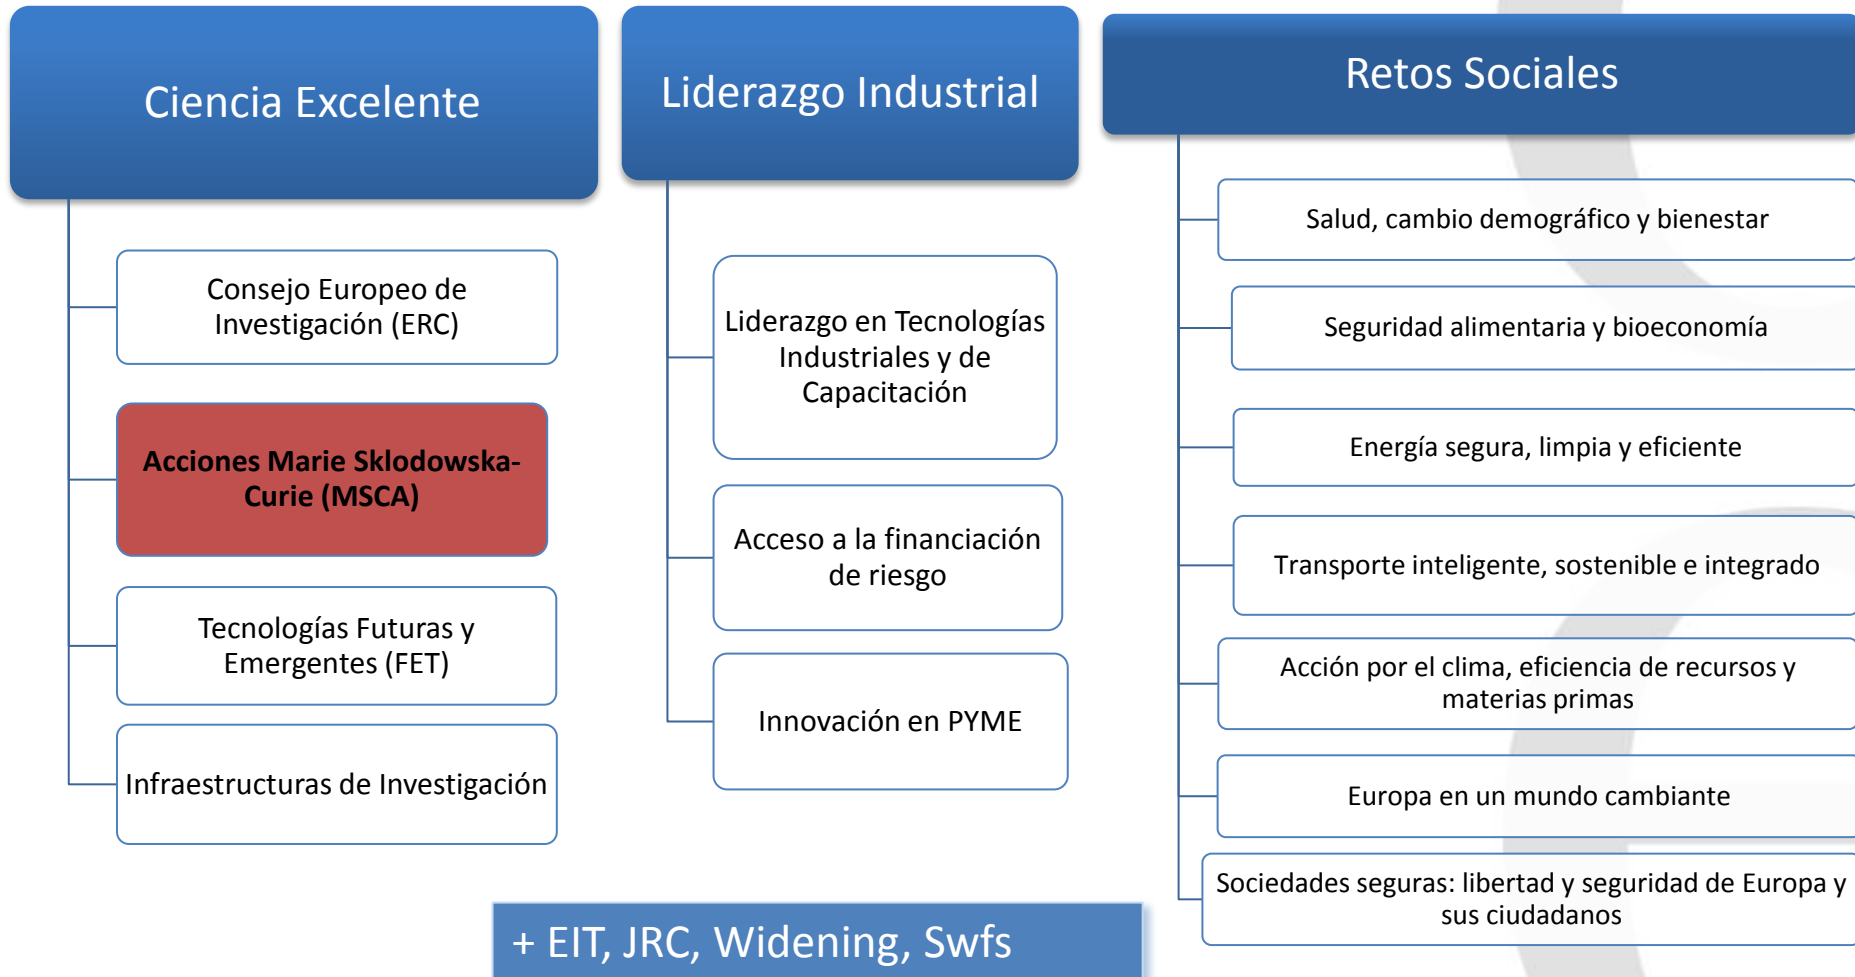 Ciencia Excelente
Consejo Europeo de
Investigación (ERC)
Acciones Marie Sklodowska-
Curie (MSCA)
Tecnologías Futuras y
Emergentes (FET)
Infraestructuras de Investigación
Liderazgo Industrial
Liderazgo en Tecnologías
Industriales y de
Capacitación
Acceso a la financiación
de riesgo
Innovación en PYME
Retos Sociales
Salud, cambio demográfico y bienestar
Seguridad alimentaria y bioeconomía
Energía segura, limpia y eficiente
Transporte inteligente, sostenible e integrado
Acción por el clima, eficiencia de recursos y
materias primas
Europa en un mundo cambiante
Sociedades seguras: libertad y seguridad de Europa y
sus ciudadanos
+ EIT, JRC, Widening, Swfs